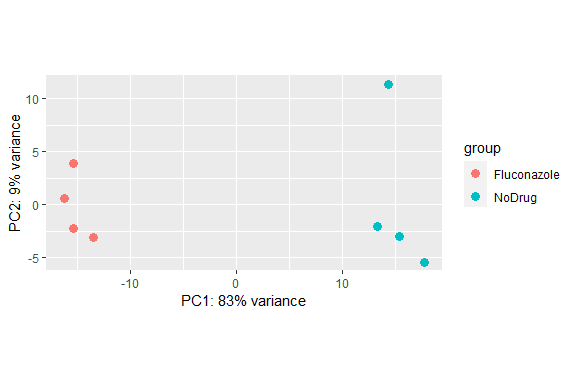 PC2: 9% variance
10
5
0
-5
-10
0
10
PC1: 83% variance
group
Fluconazole
NoDrug